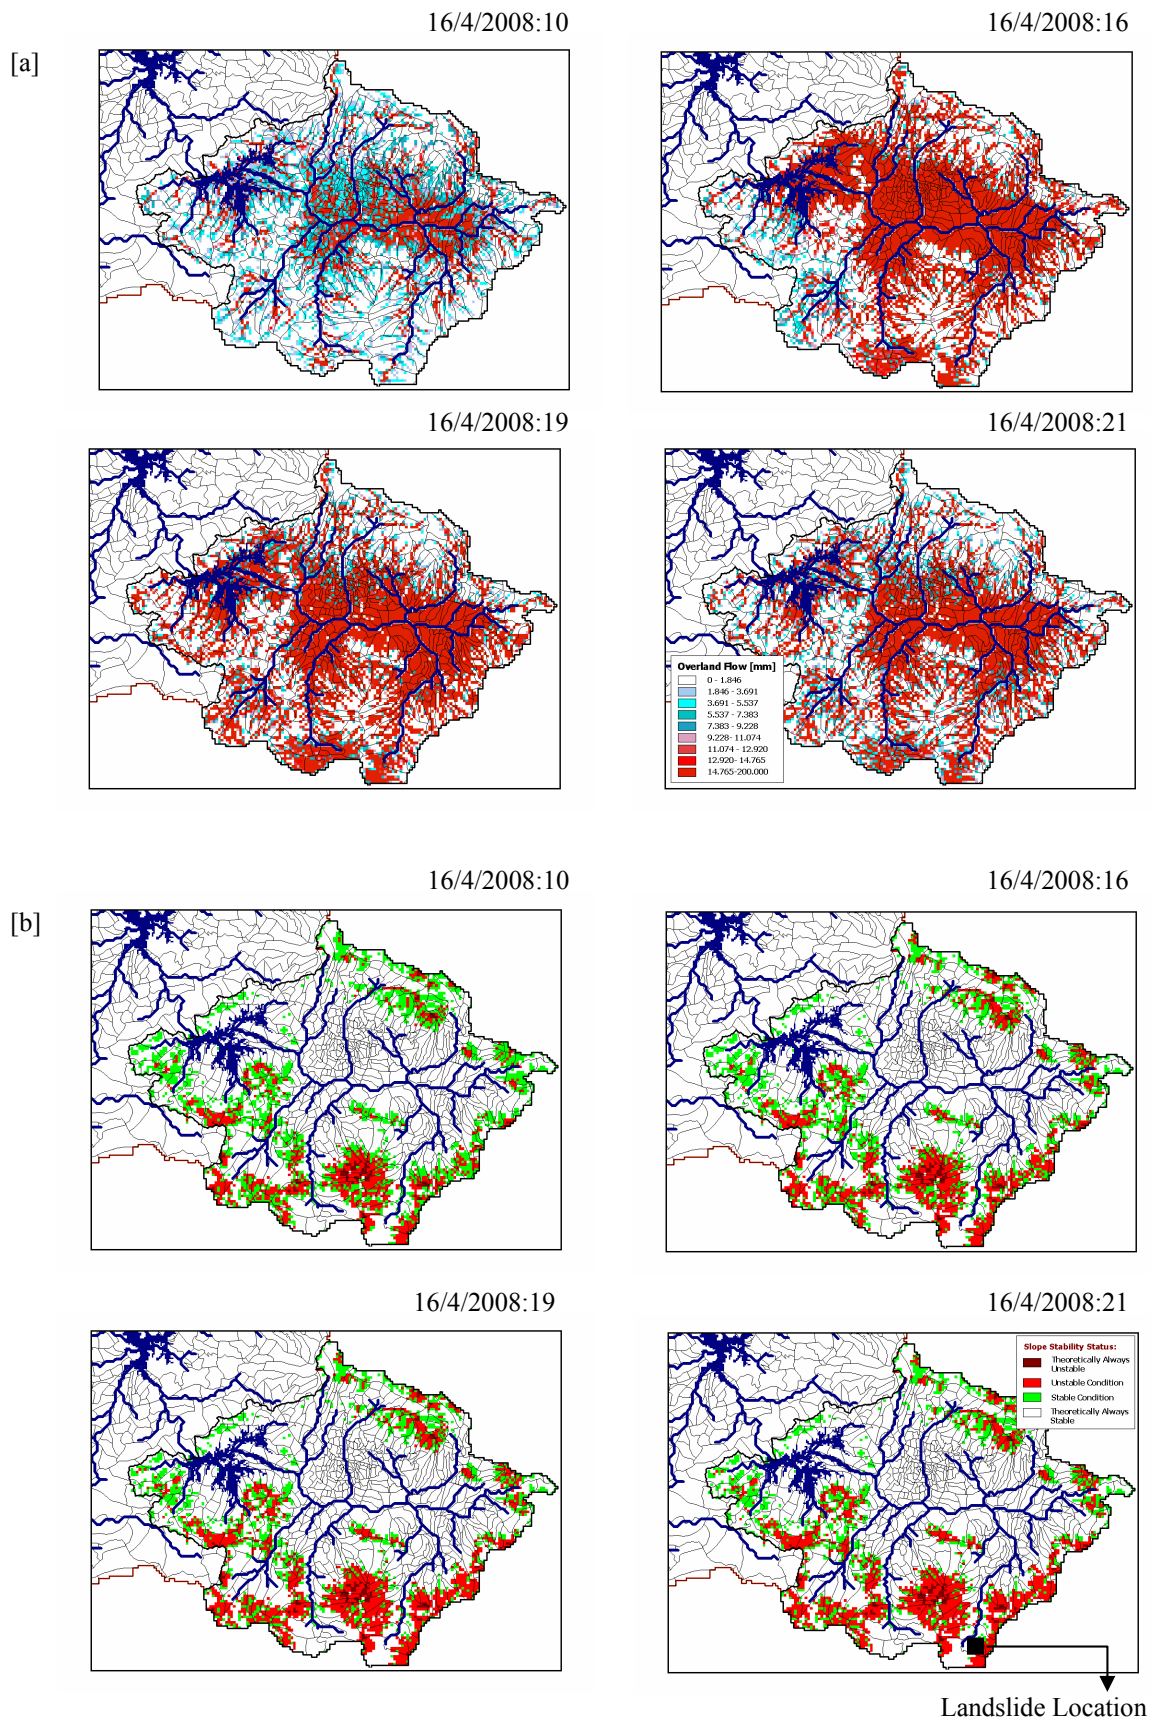 16/4/2008:10
16/4/2008:16
[a]
16/4/2008:19
16/4/2008:21
Overland Flow [mm]
0 - 1.846
1.846 - 3.691
3.691 - 5.537
5.537 - 7.383
7.383 - 9.228
9.228- 11.074
11.074 - 12.920
12.920- 14.765
14.765-200.000
16/4/2008:10
16/4/2008:16
[b]
16/4/2008:19
16/4/2008:21
Slope Stability Status:
Theoretically Always
Unstable
Unstable Condition
Stable Condition
Theoretically Always
Stable
Landslide Location